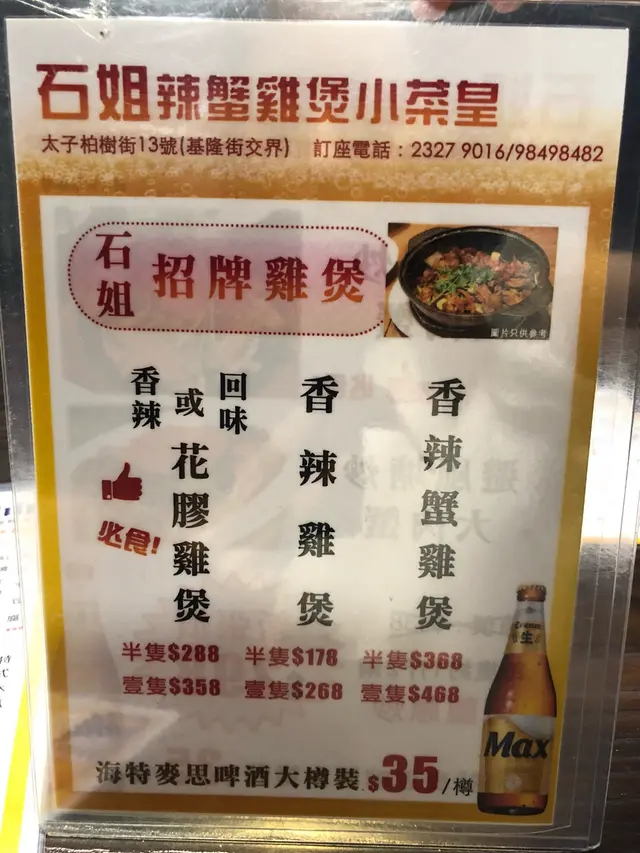 石姐辣蟹雞煲小菜皇
太子柏樹街13號(基隆街交界) 訂座電話：2327 9016/98498482
石姐 招牌雞煲
圖片只供參考
香辣蟹雞煲
香辣雞煲
回味
或
香辣
花膠雞煲
必食!
半隻$288 半隻$178 半隻$368
壹隻$358 壹隻$268 壹隻$468
海特麥思啤酒大樽裝 $35/樽
生
Max